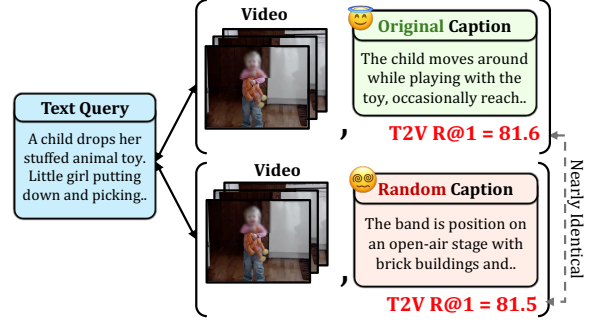 Video
Original Caption
The child moves around
while playing with the
toy, occasionally reach..
,
T2V R@1 = 81.6
Text Query
A child drops her
stuffed animal toy.
Little girl putting
down and picking..
Video
Random Caption
The band is position on
an open-air stage with
brick buildings and..
,
T2V R@1 = 81.5
Nearly Identical